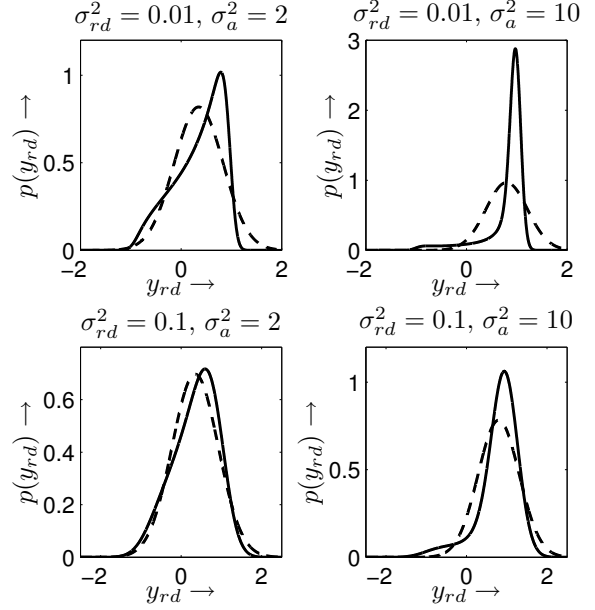 σ²_rd = 0.01, σ²_a = 2
1
0.5
0
p(y_rd) →
−2 0 2
y_rd →
σ²_rd = 0.01, σ²_a = 10
3
2
1
0
p(y_rd) →
−2 0 2
y_rd →
σ²_rd = 0.1, σ²_a = 2
0.6
0.4
0.2
0
p(y_rd) →
−2 0 2
y_rd →
σ²_rd = 0.1, σ²_a = 10
1
0.5
0
p(y_rd) →
−2 0 2
y_rd →